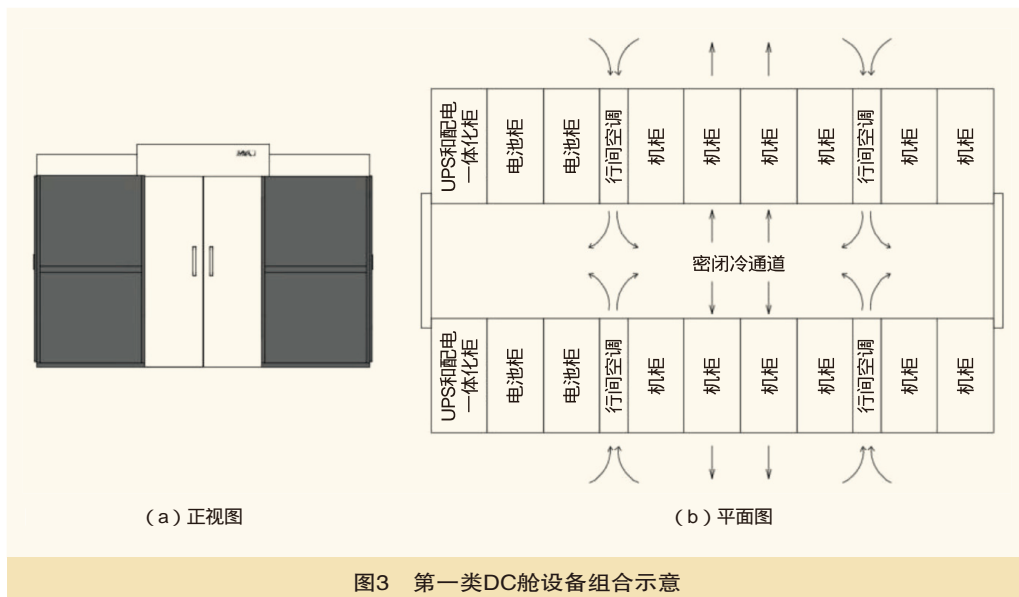 UPS和配电
一体化柜
电池柜
电池柜
行间空调
机柜
机柜
机柜
机柜
行间空调
机柜
机柜
密闭冷通道
UPS和配电
一体化柜
电池柜
电池柜
行间空调
机柜
机柜
机柜
机柜
行间空调
机柜
机柜
（a）正视图
（b）平面图
图3 第一类DC舱设备组合示意